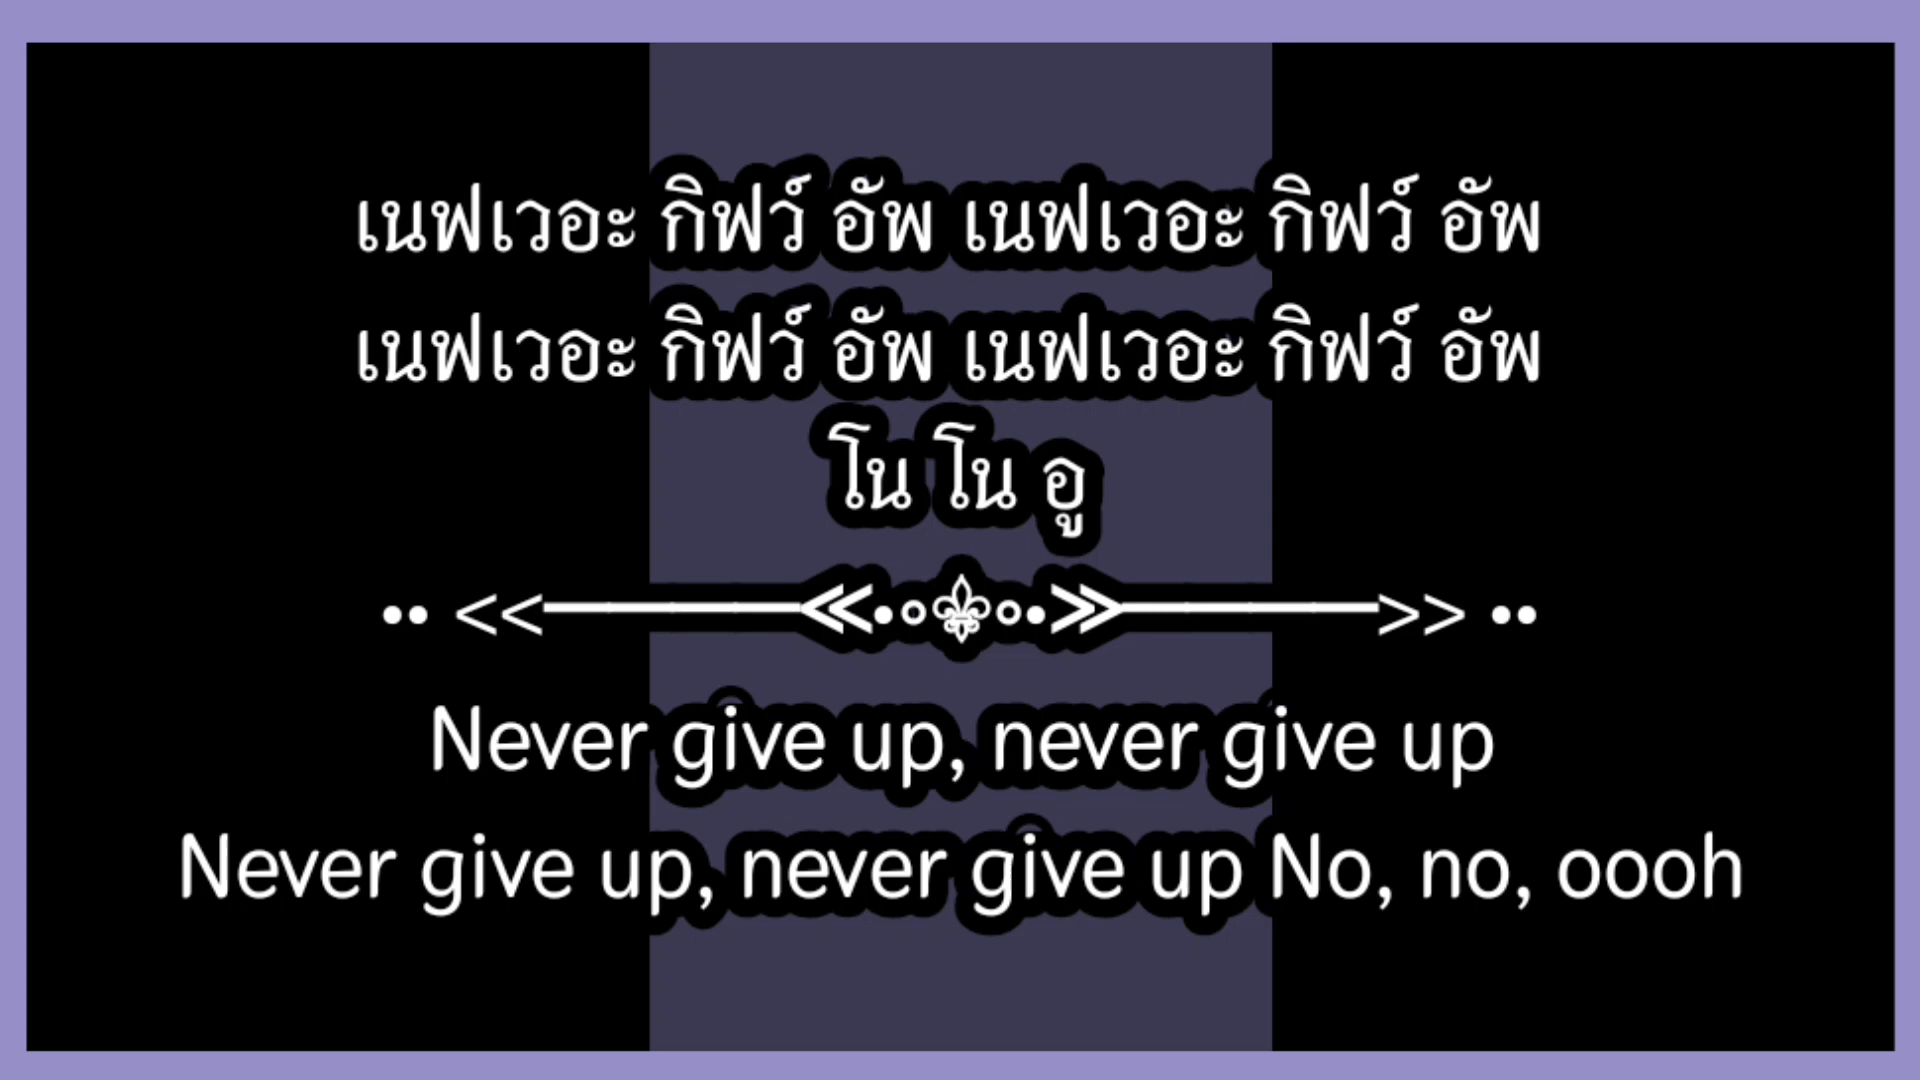 เนฟเวอะ กิฟว์ อัพ เนฟเวอะ กิฟว์ อัพ
เนฟเวอะ กิฟว์ อัพ เนฟเวอะ กิฟว์ อัพ
โน โน อู
•• <<────≪•◦⚜◦•≫────>> ••
Never give up, never give up
Never give up, never give up No, no, oooh